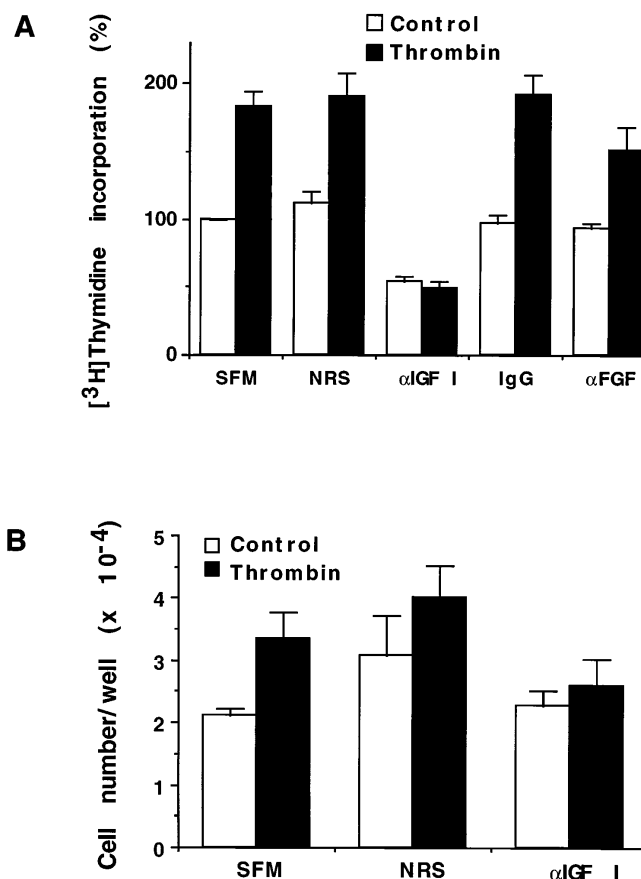 A
[³H]Thymidine incorporation (%)
Control
Thrombin
200
100
0
SFM NRS αIGF I IgG αFGF
B
Cell number/well (x 10⁻⁴)
Control
Thrombin
5
4
3
2
1
0
SFM NRS αIGF I